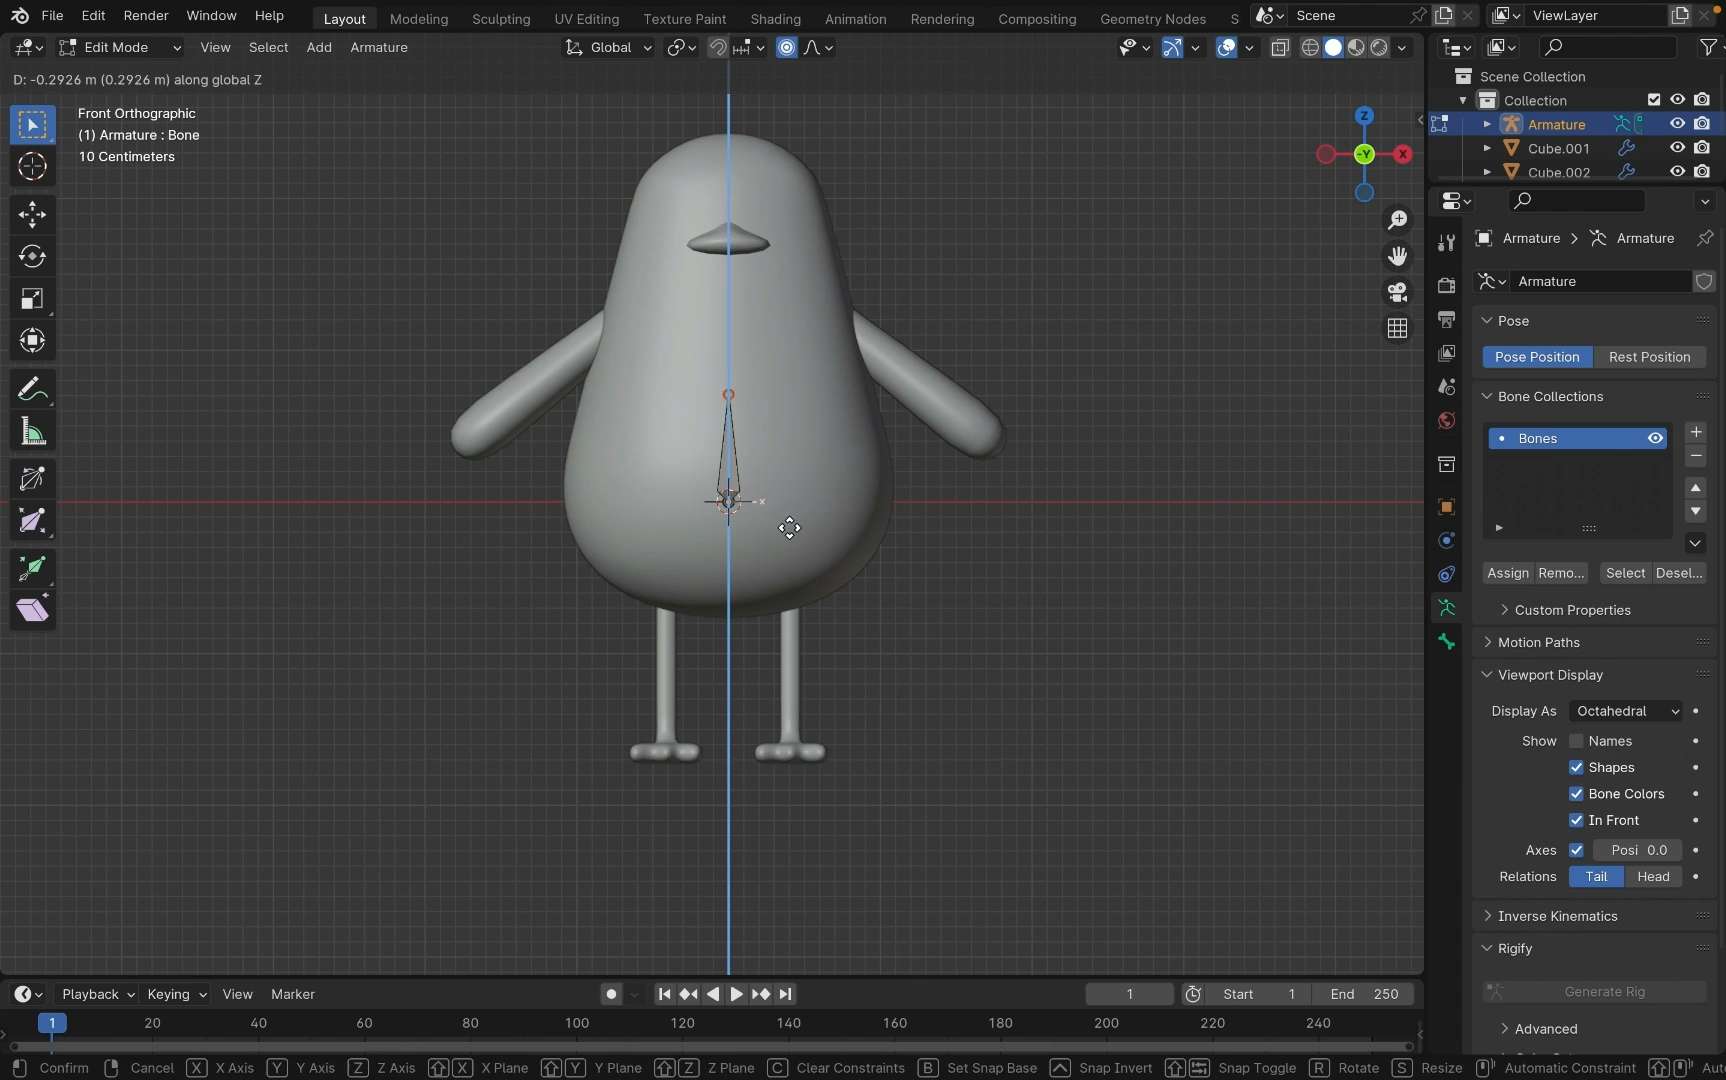 File Edit Render Window Help Layout Modeling Sculpting UV Editing Texture Paint Shading Animation Rendering Compositing Geometry Nodes S Scene ViewLayer
Edit Mode View Select Add Armature Global
D: -0.2926 m (0.2926 m) along global Z
Front Orthographic
(1) Armature : Bone
10 Centimeters
Z
-Y
X
x
Scene Collection
Collection
Armature
Cube.001
Cube.002
Armature > Armature
Armature
Pose
Pose Position Rest Position
Bone Collections
Bones
Assign Remo... Select Desel...
Custom Properties
Motion Paths
Viewport Display
Display As Octahedral
Show Names
Shapes
Bone Colors
In Front
Axes Posi 0.0
Relations Tail Head
Inverse Kinematics
Rigify
Generate Rig
Advanced
Playback Keying View Marker 1 Start 1 End 250
1 20 40 60 80 100 120 140 160 180 200 220 240
Confirm Cancel X X Axis Y Y Axis Z Z Axis X X Plane Y Y Plane Z Z Plane C Clear Constraints B Set Snap Base Snap Invert Snap Toggle R Rotate S Resize Automatic Constraint Aut